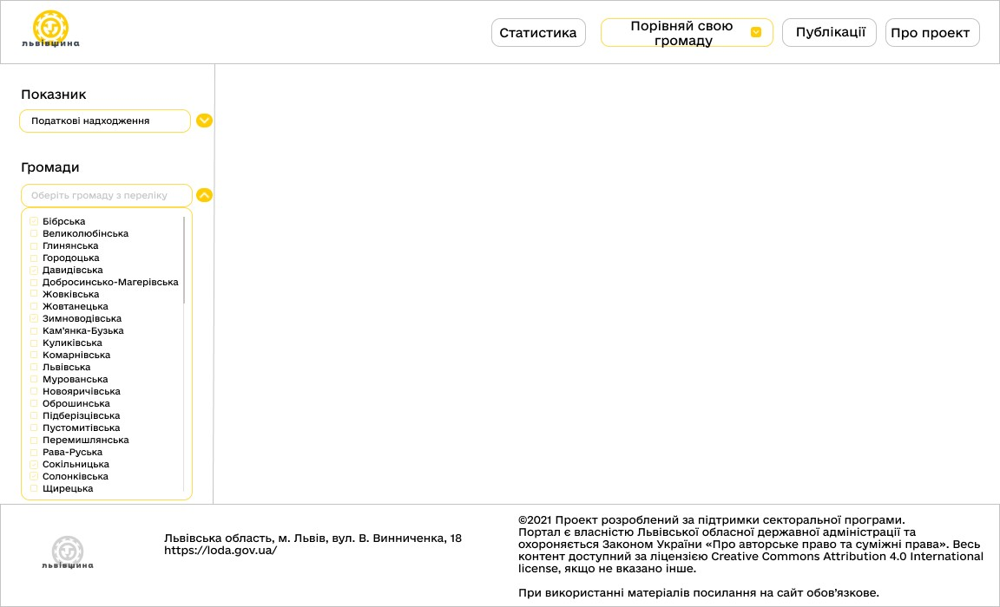 львівщина
Статистика
Порівняй свою
громаду
Публікації
Про проект
Показник
Податкові надходження
Громади
Оберіть громаду з переліку
Бібрська
Великолюбінська
Глинянська
Городоцька
Давидівська
Добросинсько-Магерівська
Жовківська
Жовтанецька
Зимноводівська
Кам'янка-Бузька
Куликівська
Комарнівська
Львівська
Мурованська
Новояричівська
Оброшинська
Підберізцівська
Пустомитівська
Перемишлянська
Рава-Руська
Сокільницька
Солонківська
Щирецька
львівщина
Львівська область, м. Львів, вул. В. Винниченка, 18
https://loda.gov.ua/
©2021 Проект розроблений за підтримки секторальної програми.
Портал є власністю Львівської обласної державної адміністрації та
охороняється Законом України «Про авторське право та суміжні права». Весь
контент доступний за ліцензією Creative Commons Attribution 4.0 International
license, якщо не вказано інше.
При використанні матеріалів посилання на сайт обов’язкове.